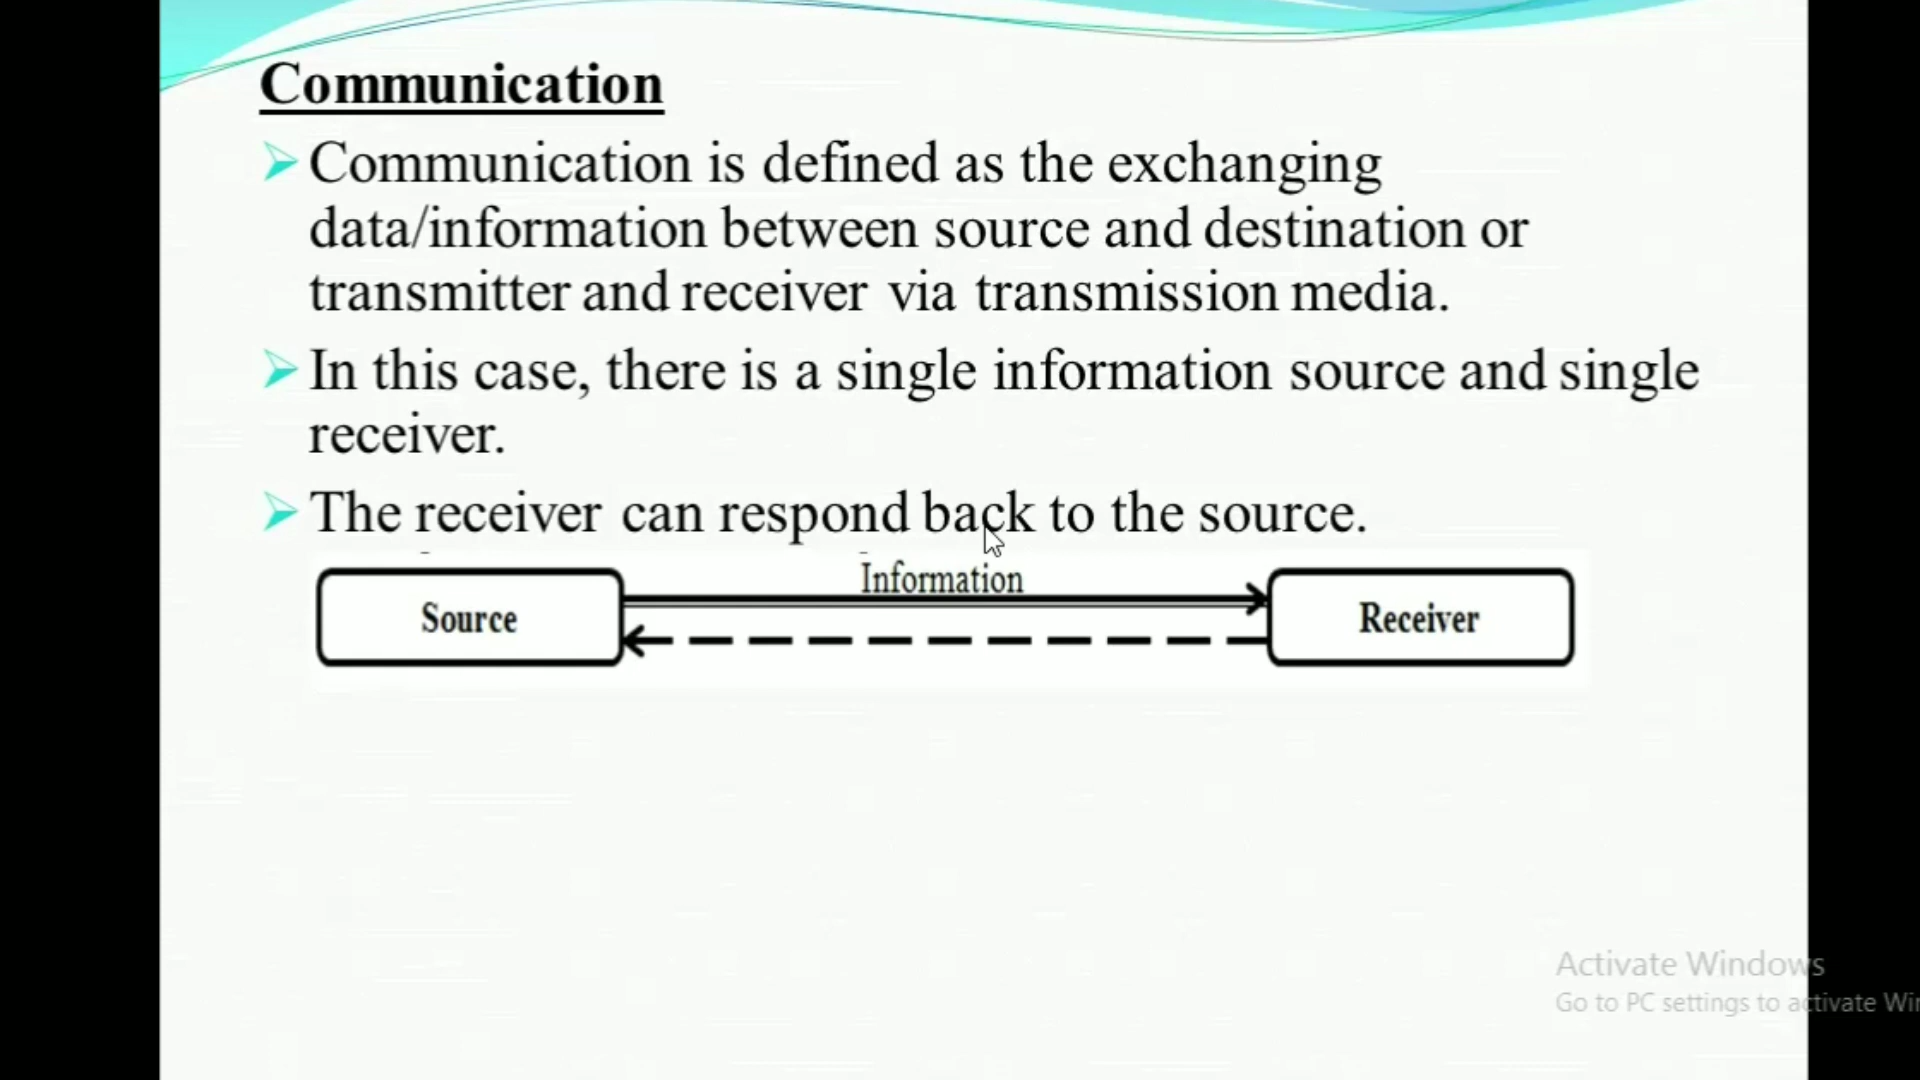 Communication
Communication is defined as the exchanging
data/information between source and destination or
transmitter and receiver via transmission media.
In this case, there is a single information source and single
receiver.
The receiver can respond back to the source.
Information
Source
Receiver
Activate Windows
Go to PC settings to activate Win